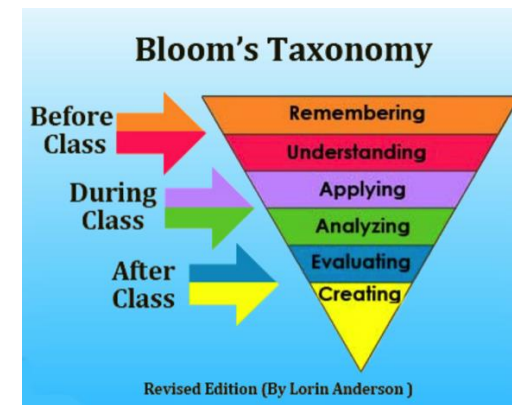 Bloom's Taxonomy
Before
Class
During
Class
After
Class
Remembering
Understanding
Applying
Analyzing
Evaluating
Creating
Revised Edition (By Lorin Anderson )